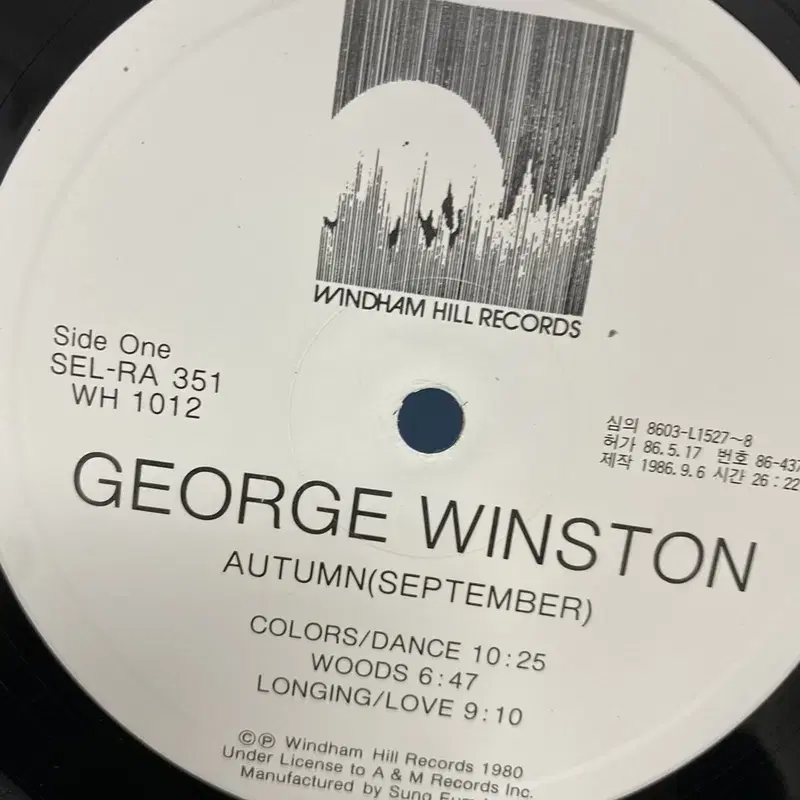 WINDHAM HILL RECORDS
Side One
SEL-RA 351
WH 1012
심의 8603-L1527~8
허가 86.5.17 번호 86-437
제작 1986.9.6 시간 26:22
GEORGE WINSTON
AUTUMN(SEPTEMBER)
COLORS/DANCE 10:25
WOODS 6:47
LONGING/LOVE 9:10
©℗ Windham Hill Records 1980
Under License to A & M Records Inc.
Manufactured by Sung